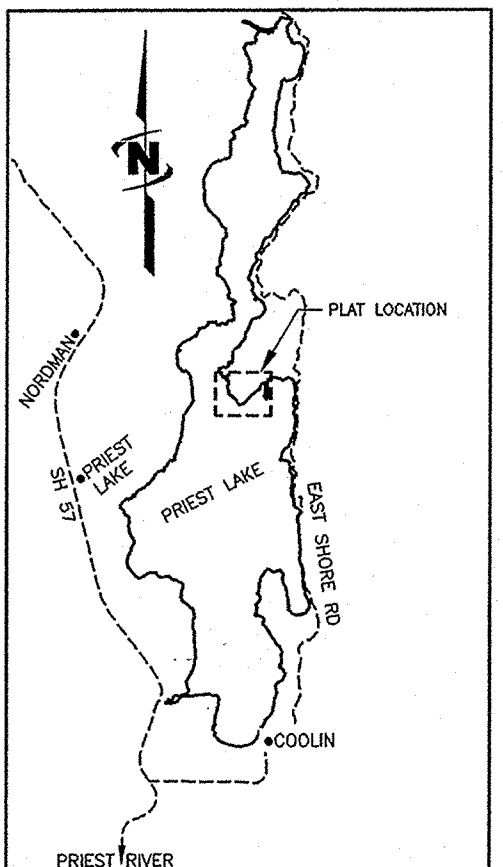 N
PLAT LOCATION
NORDMAN
PRIEST
LAKE
PRIEST LAKE
SH 57
EAST SHORE RD
COOLIN
PRIEST RIVER